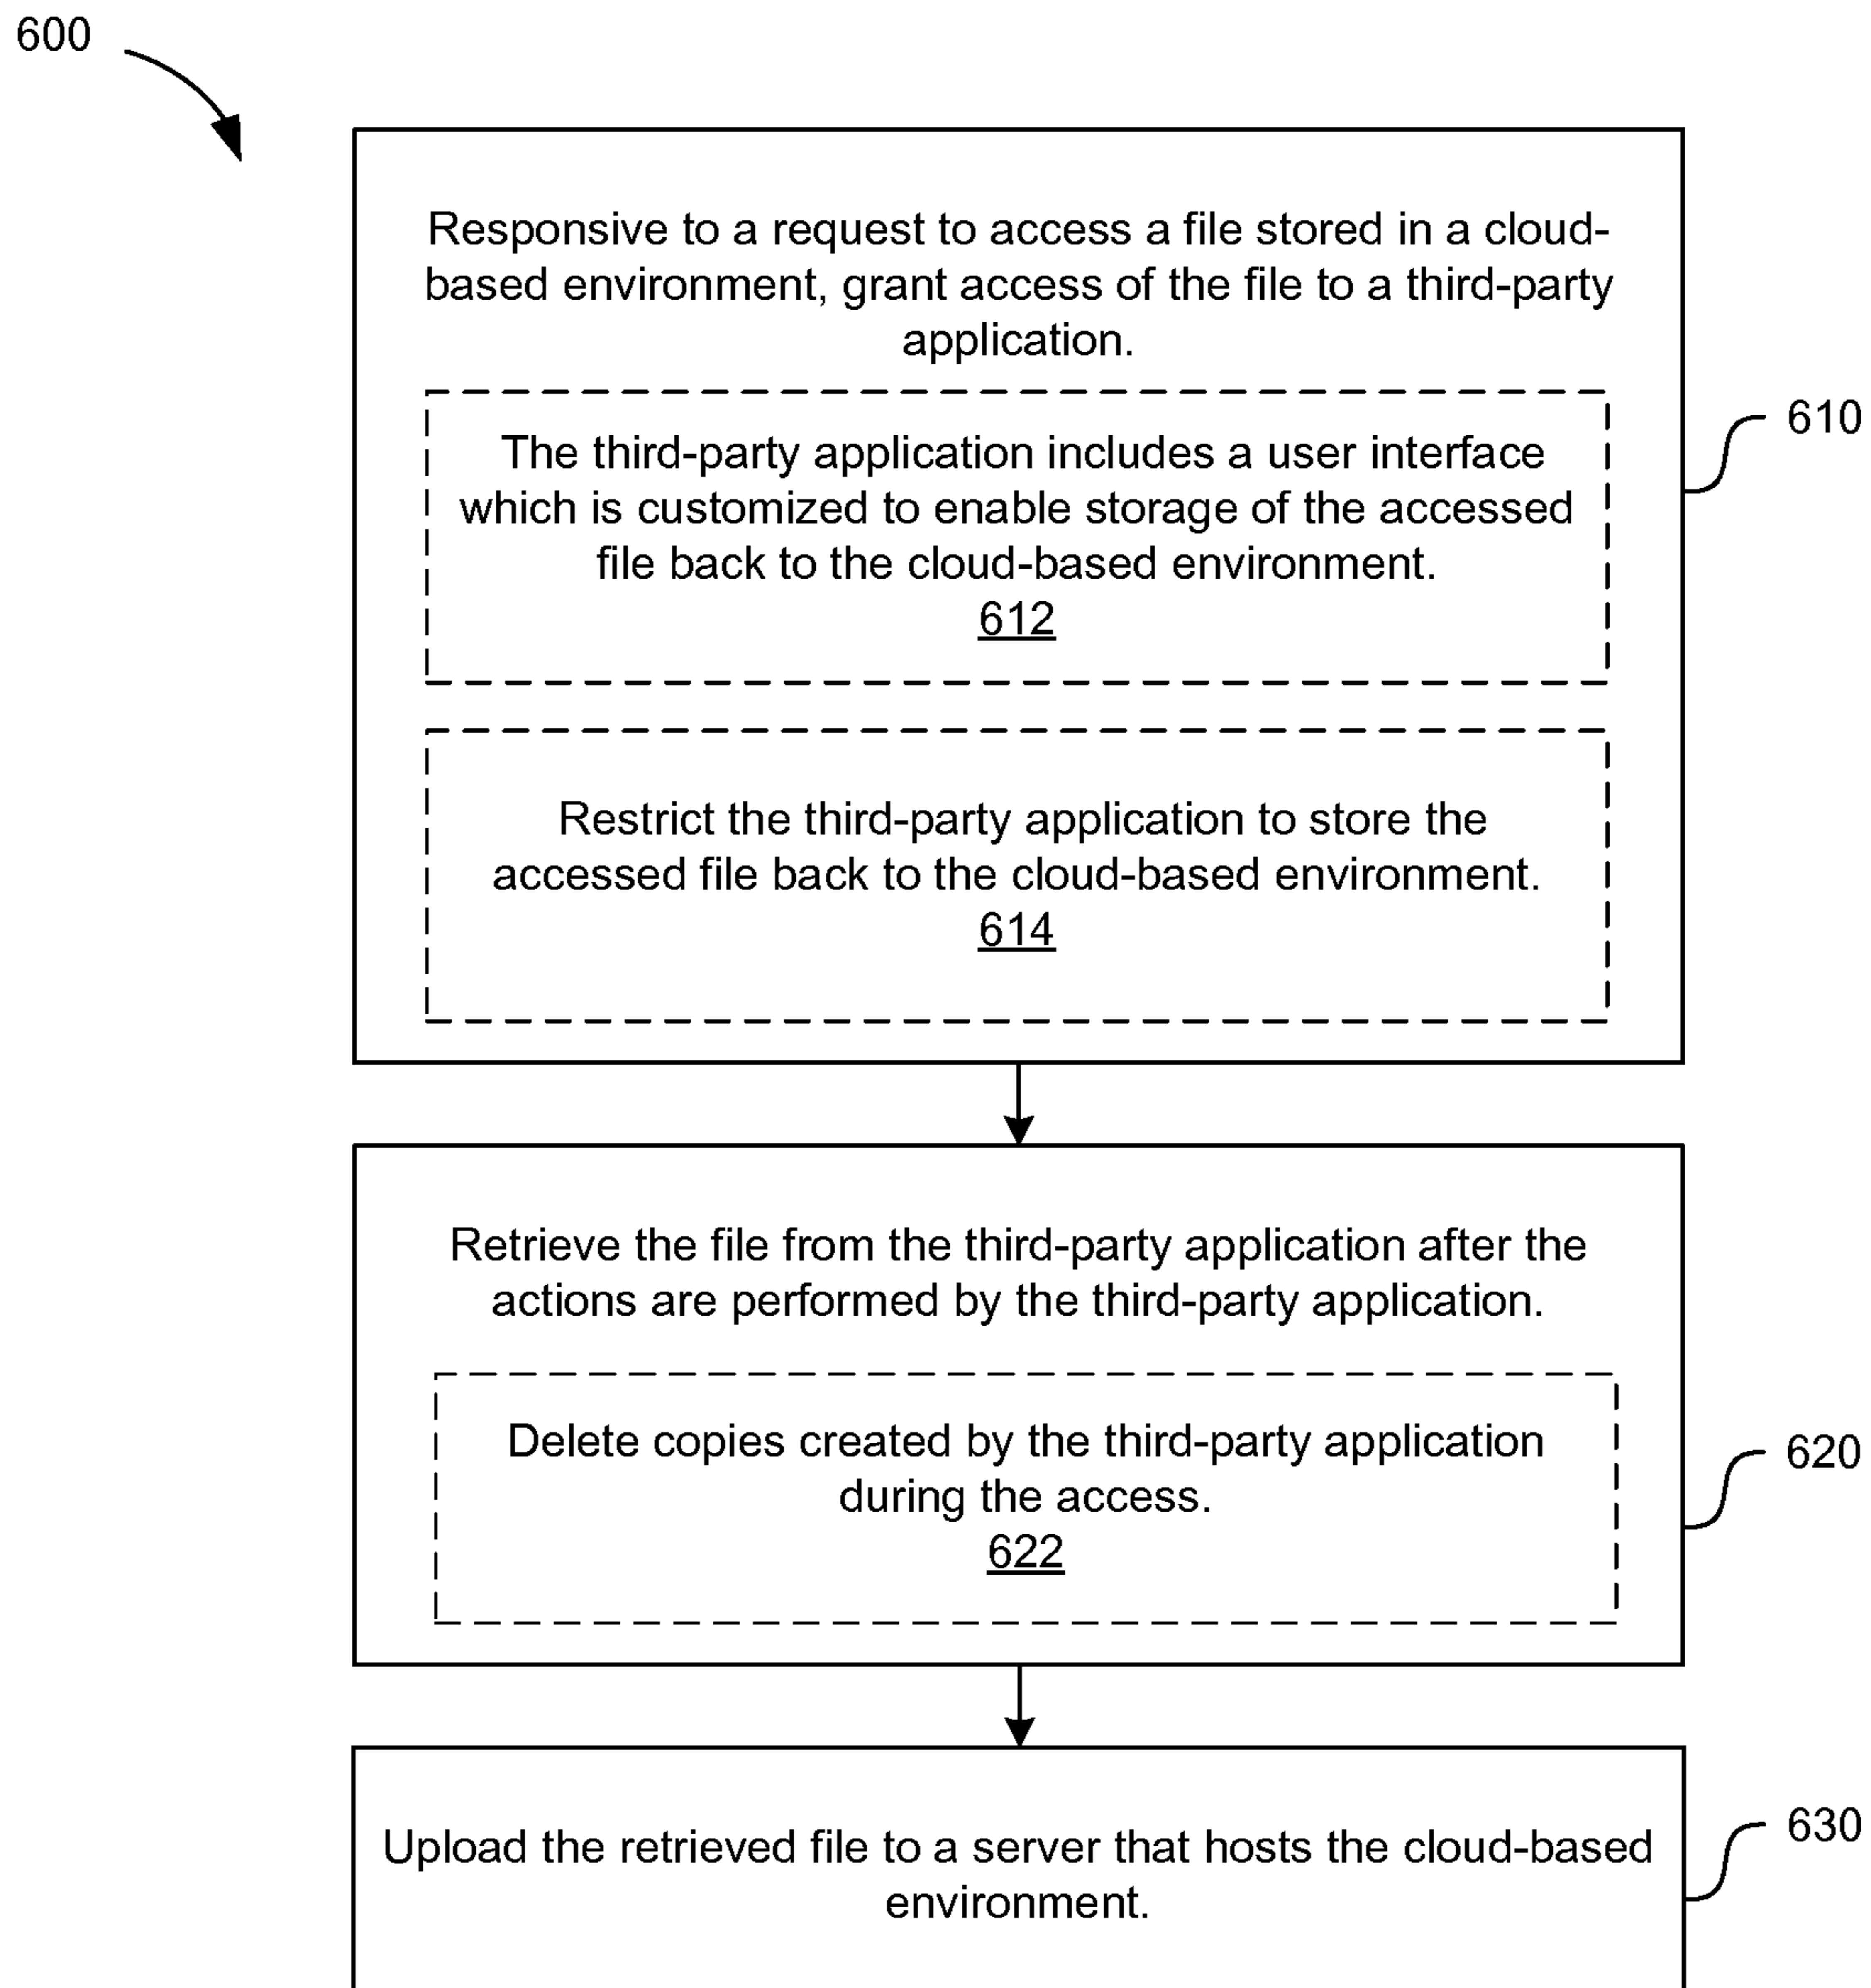 600
Responsive to a request to access a file stored in a cloud-
based environment, grant access of the file to a third-party
application.
The third-party application includes a user interface
which is customized to enable storage of the accessed
file back to the cloud-based environment.
612
610
Restrict the third-party application to store the
accessed file back to the cloud-based environment.
614
Retrieve the file from the third-party application after the
actions are performed by the third-party application.
Delete copies created by the third-party application
during the access.
622
620
Upload the retrieved file to a server that hosts the cloud-based
environment.
630